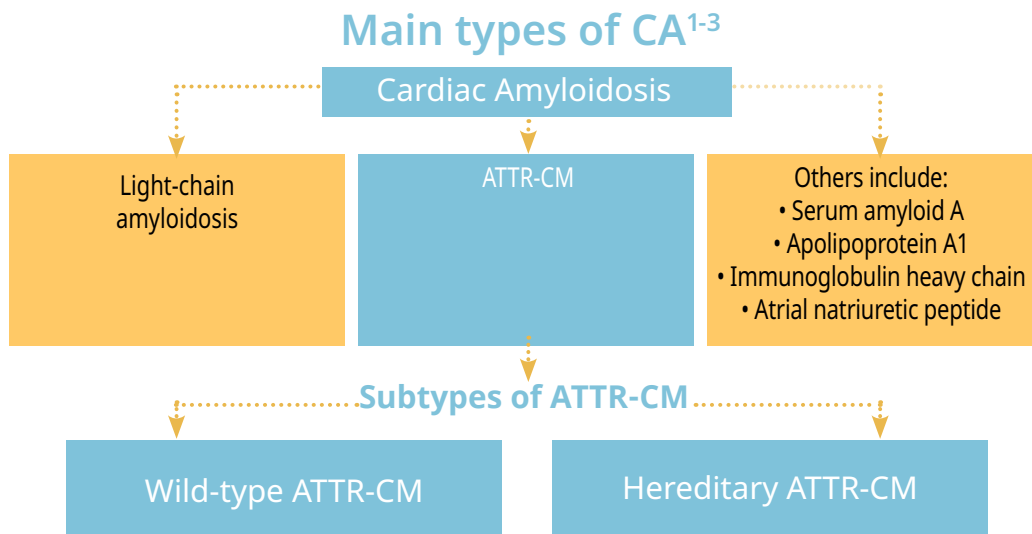 Main types of CA1-3
Cardiac Amyloidosis
Light-chain
amyloidosis
ATTR-CM
Others include:
• Serum amyloid A
• Apolipoprotein A1
• Immunoglobulin heavy chain
• Atrial natriuretic peptide
Subtypes of ATTR-CM
Wild-type ATTR-CM
Hereditary ATTR-CM